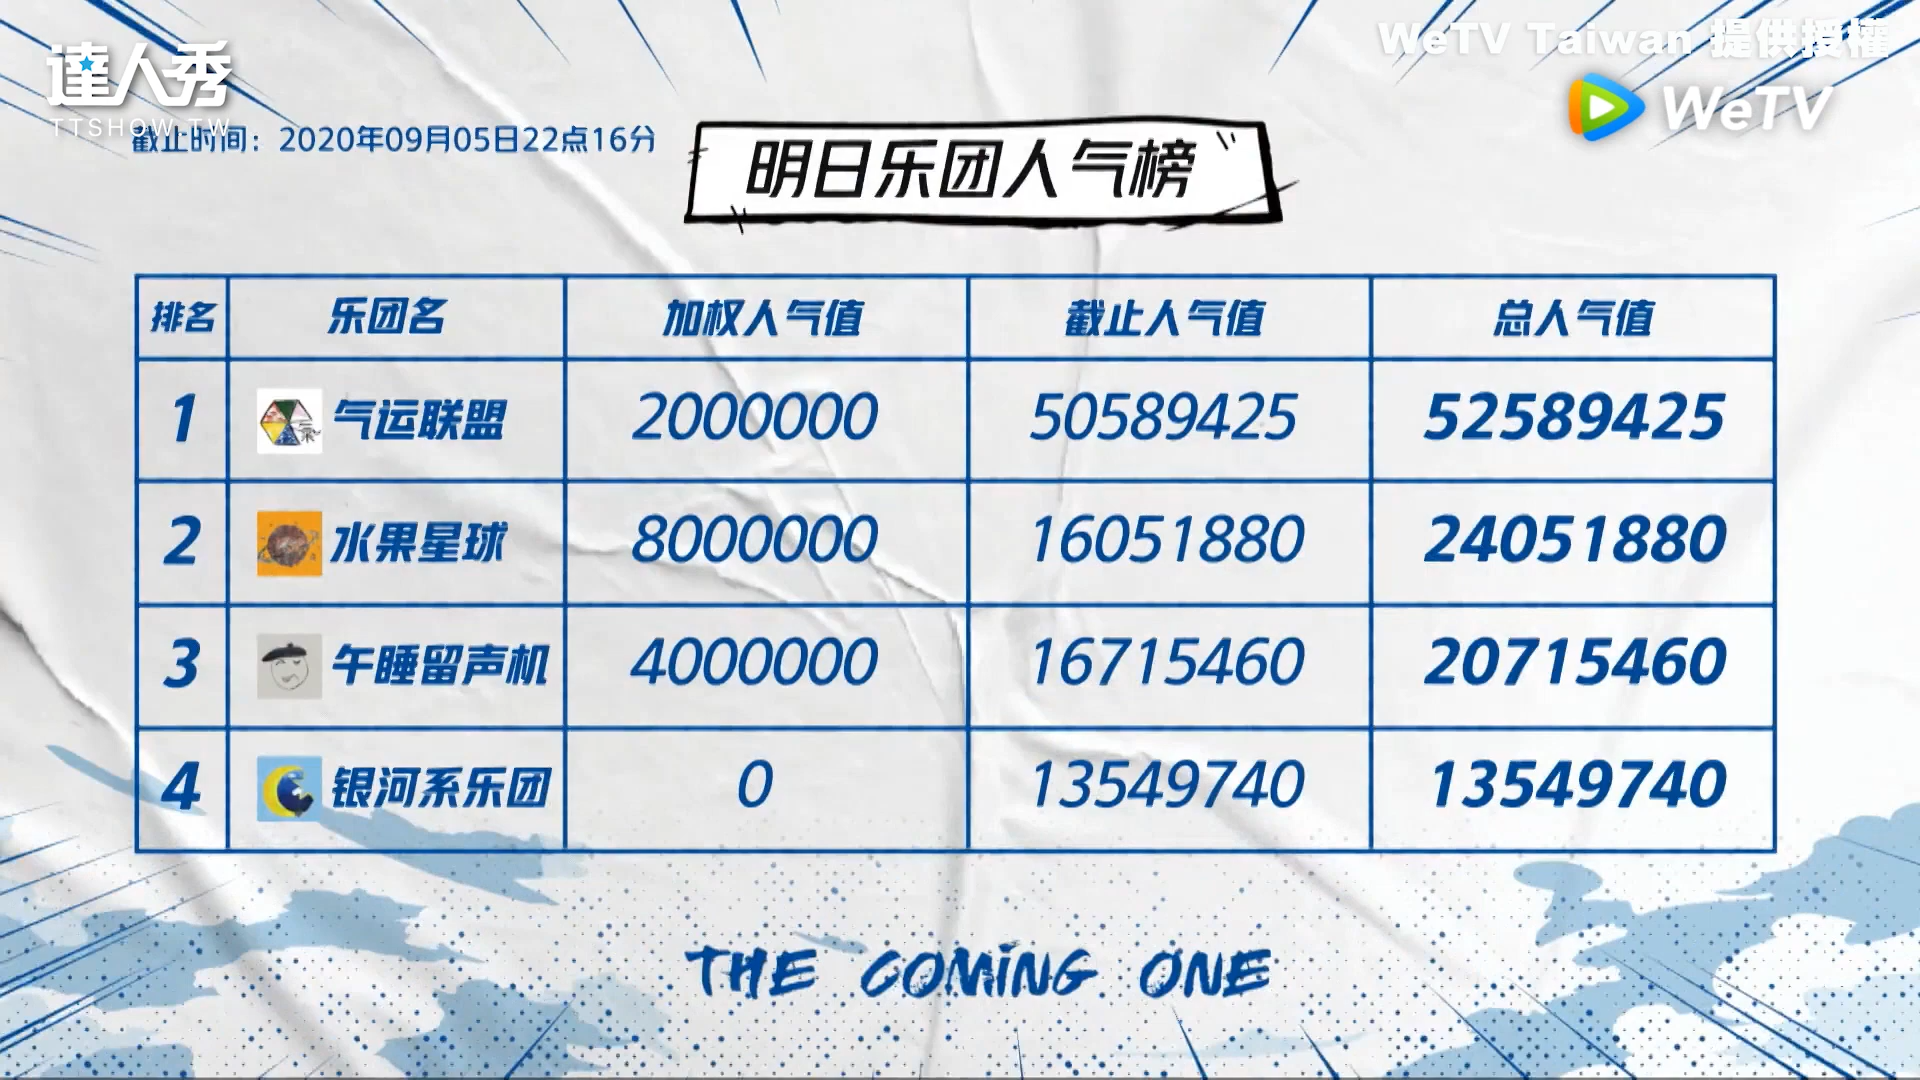 WeTV Taiwan 提供授權
達人秀
TTSHOW.TW
WeTV
截止时间：2020年09月05日22点16分
明日乐团人气榜
排名 乐团名 加权人气值 截止人气值 总人气值
1 气运联盟 2000000 50589425 52589425
2 水果星球 8000000 16051880 24051880
3 午睡留声机 4000000 16715460 20715460
4 银河系乐团 0 13549740 13549740
THE COMING ONE